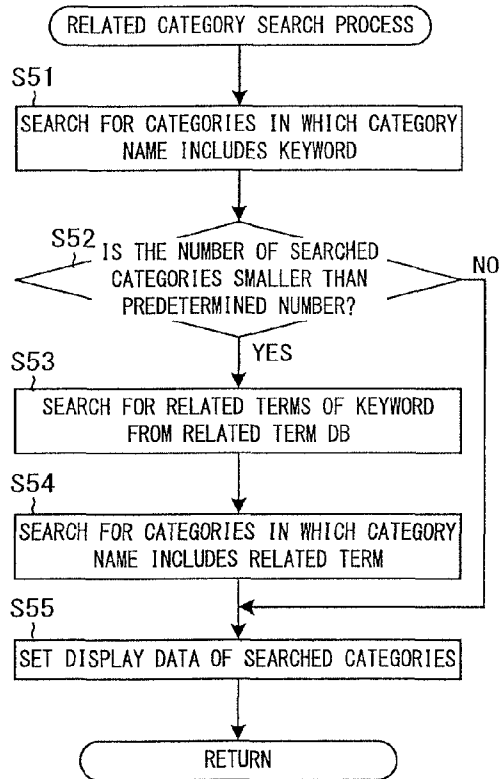 RELATED CATEGORY SEARCH PROCESS
S51
SEARCH FOR CATEGORIES IN WHICH CATEGORY
NAME INCLUDES KEYWORD
S52
IS THE NUMBER OF SEARCHED
CATEGORIES SMALLER THAN
PREDETERMINED NUMBER?
NO
YES
S53
SEARCH FOR RELATED TERMS OF KEYWORD
FROM RELATED TERM DB
S54
SEARCH FOR CATEGORIES IN WHICH CATEGORY
NAME INCLUDES RELATED TERM
S55
SET DISPLAY DATA OF SEARCHED CATEGORIES
RETURN